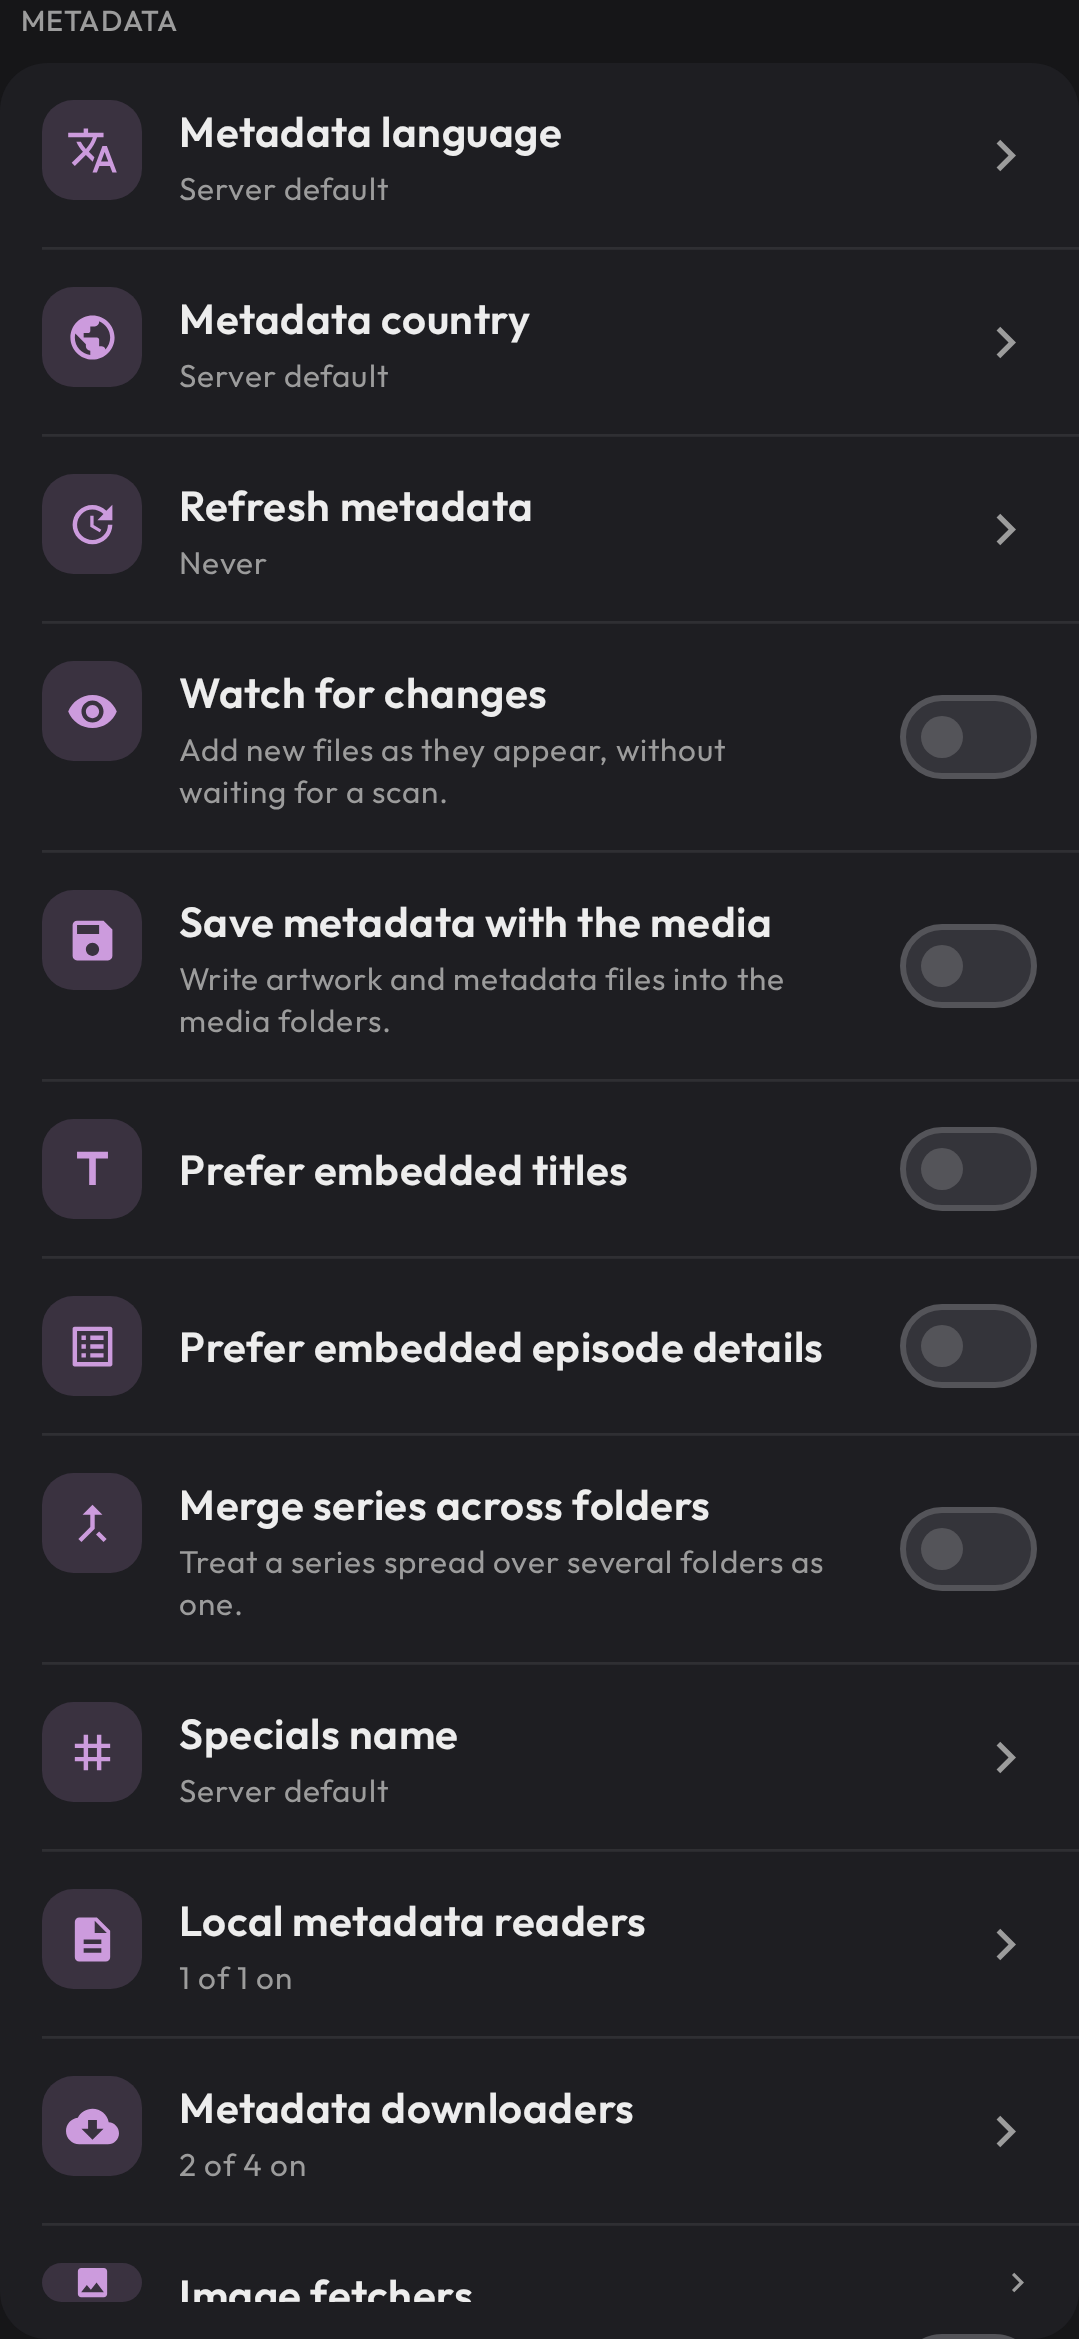 METADATA
Metadata language
Server default
Metadata country
Server default
Refresh metadata
Never
Watch for changes
Add new files as they appear, without
waiting for a scan.
Save metadata with the media
Write artwork and metadata files into the
media folders.
Prefer embedded titles
Prefer embedded episode details
Merge series across folders
Treat a series spread over several folders as
one.
Specials name
Server default
Local metadata readers
1 of 1 on
Metadata downloaders
2 of 4 on
Image fetchers